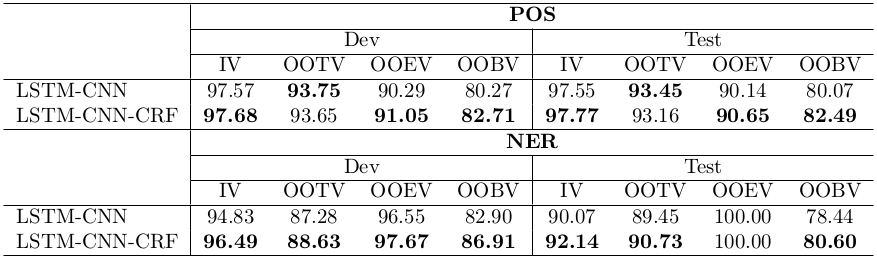 POS
Dev Test
IV OOTV OOEV OOBV IV OOTV OOEV OOBV
LSTM-CNN 97.57 93.75 90.29 80.27 97.55 93.45 90.14 80.07
LSTM-CNN-CRF 97.68 93.65 91.05 82.71 97.77 93.16 90.65 82.49
NER
Dev Test
IV OOTV OOEV OOBV IV OOTV OOEV OOBV
LSTM-CNN 94.83 87.28 96.55 82.90 90.07 89.45 100.00 78.44
LSTM-CNN-CRF 96.49 88.63 97.67 86.91 92.14 90.73 100.00 80.60